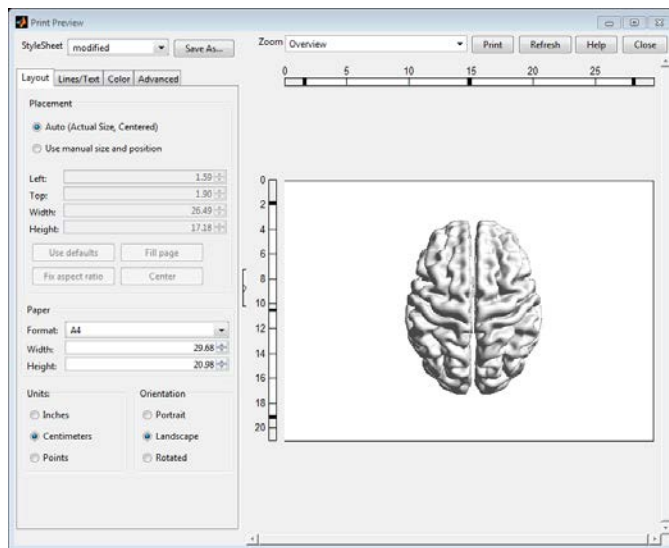 Print Preview
StyleSheet modified Save As... Zoom Overview Print Refresh Help Close
Layout Lines/Text Color Advanced
0 5 10 15 20 25
Placement
Auto (Actual Size, Centered)
Use manual size and position
Left: 1.59
Top: 1.90
Width: 26.49
Height: 17.18
Use defaults Fill page
Fix aspect ratio Center
Paper
Format: A4
Width: 29.68
Height: 20.98
Units: Orientation
Inches Portrait
Centimeters Landscape
Points Rotated
0
2
4
6
8
10
12
14
16
18
20